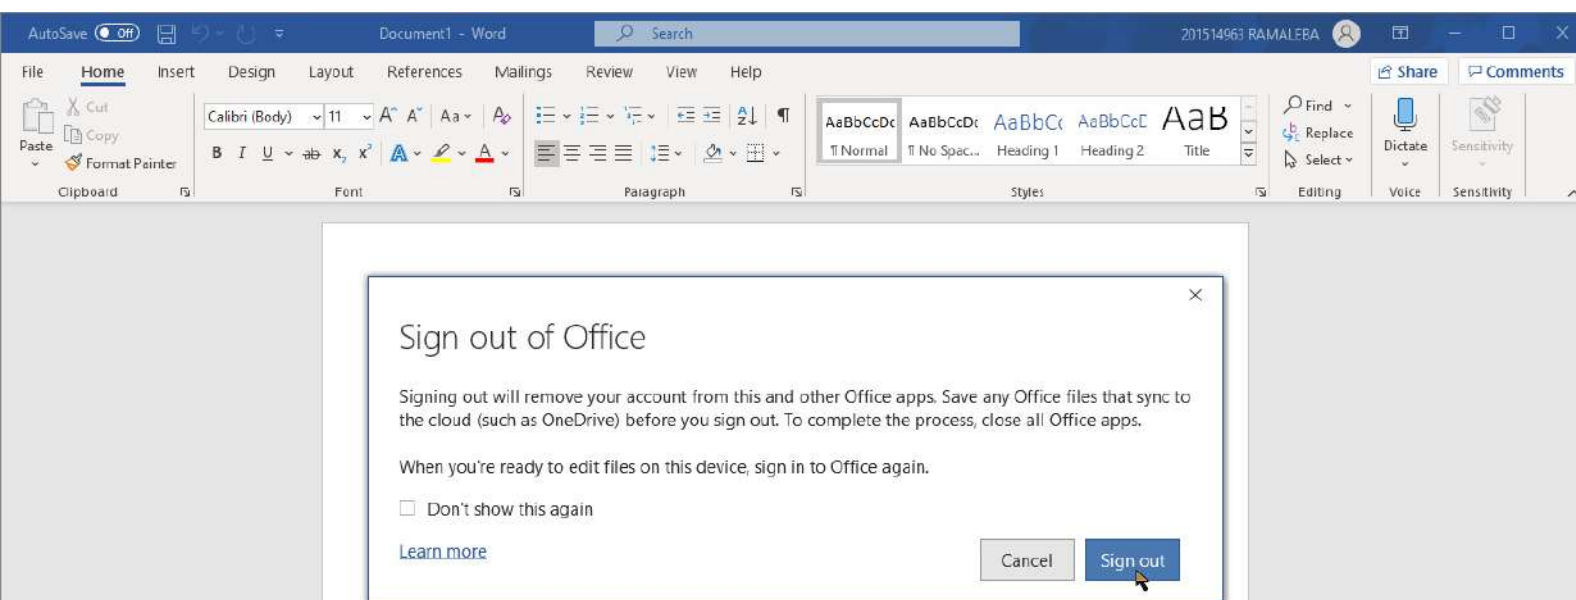 AutoSave Off Document1 - Word Search 201514963 RAMALEBA
File Home Insert Design Layout References Mailings Review View Help Share Comments
Cut
Copy
Paste
Format Painter
Clipboard
Calibri (Body) 11 A A Aa A
B I U ab x₂ x² A A
Font
Paragraph
AaBbCcDc AaBbCcDc AaBbCc AaBbCcE AaB
¶ Normal ¶ No Spac... Heading 1 Heading 2 Title
Styles
Find
Replace
Select
Editing
Dictate
Voice
Sensitivity
Sensitivity
Sign out of Office
Signing out will remove your account from this and other Office apps. Save any Office files that sync to
the cloud (such as OneDrive) before you sign out. To complete the process, close all Office apps.
When you're ready to edit files on this device, sign in to Office again.
Don't show this again
Learn more
Cancel Sign out